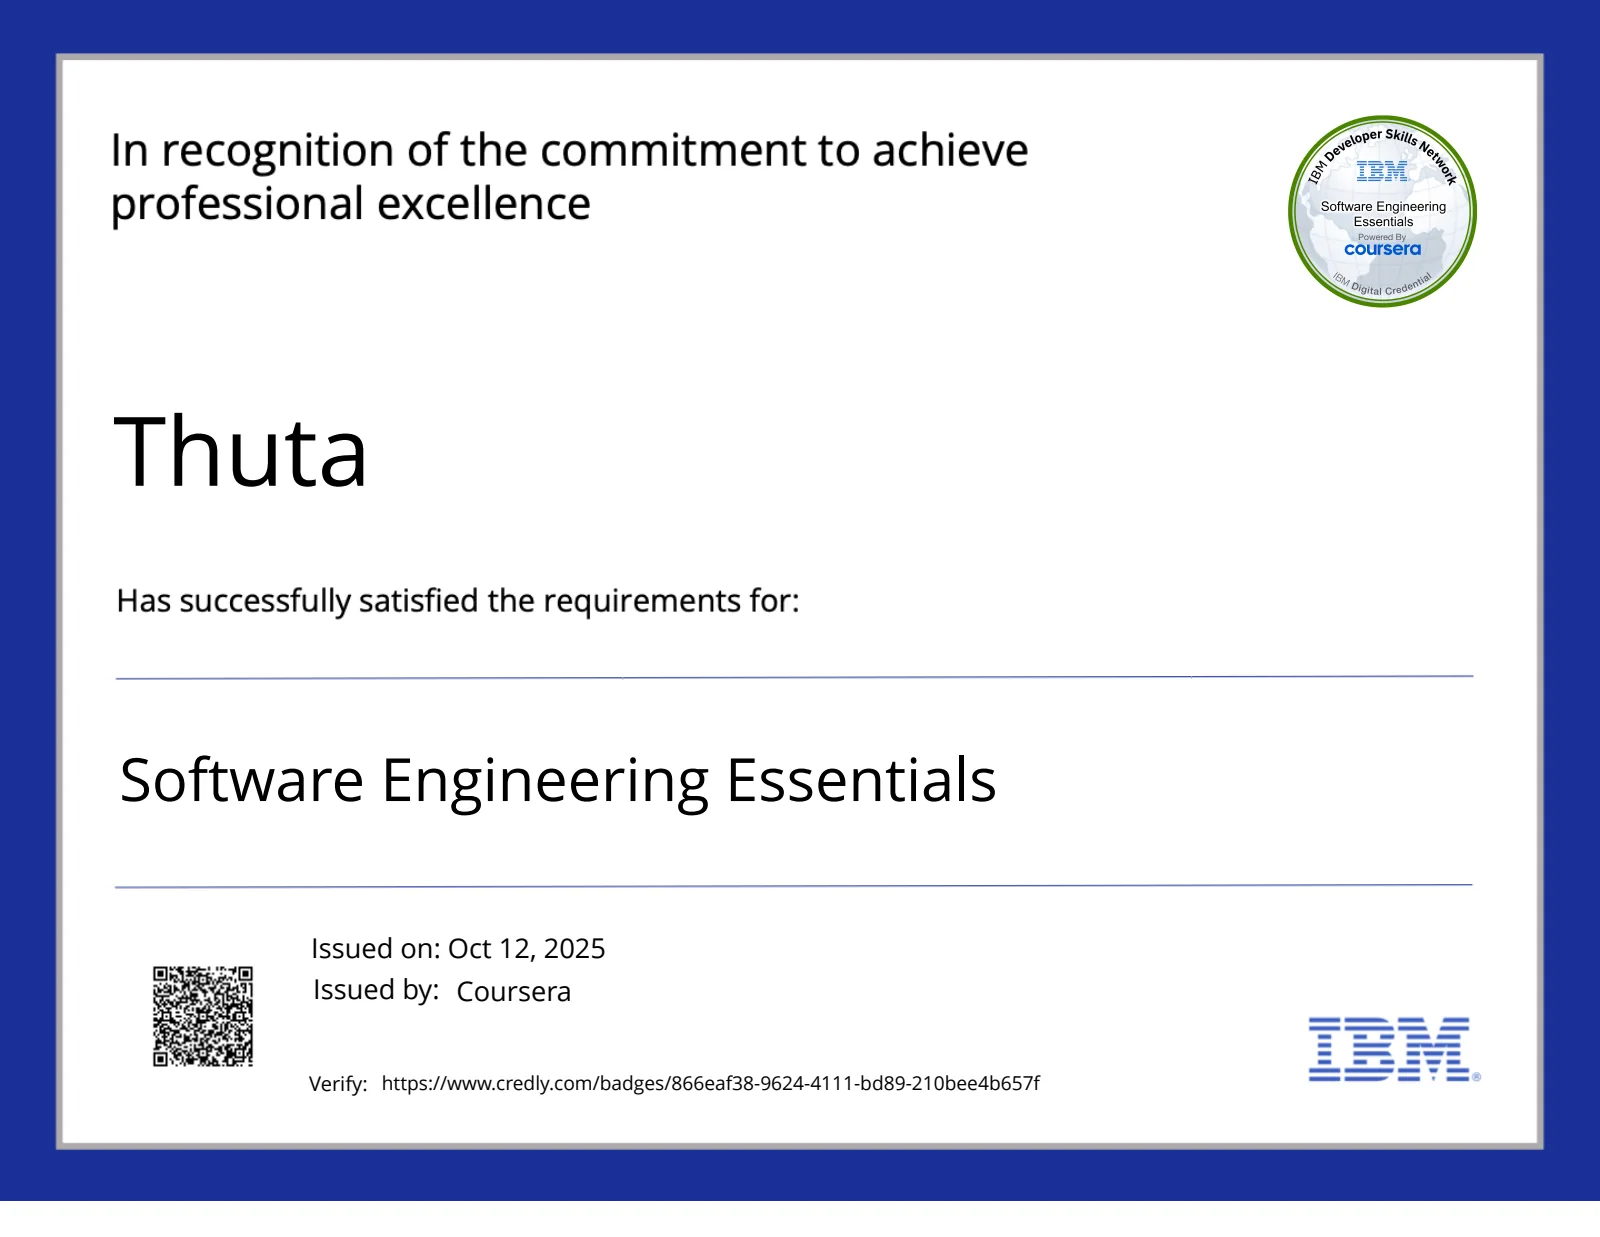 In recognition of the commitment to achieve
professional excellence
IBM Developer Skills Network
IBM
Software Engineering
Essentials
Powered By
coursera
IBM Digital Credential
Thuta
Has successfully satisfied the requirements for:
Software Engineering Essentials
Issued on: Oct 12, 2025
Issued by: Coursera
Verify: https://www.credly.com/badges/866eaf38-9624-4111-bd89-210bee4b657f
IBM®